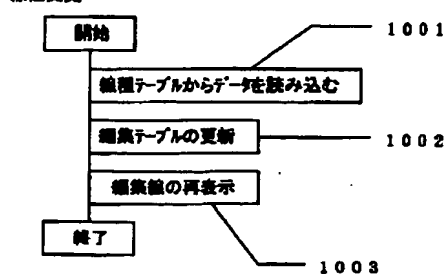 開始
1001
線種テーブルからデータを読み込む
編集テーブルの更新
1002
編集線の再表示
終了
1003